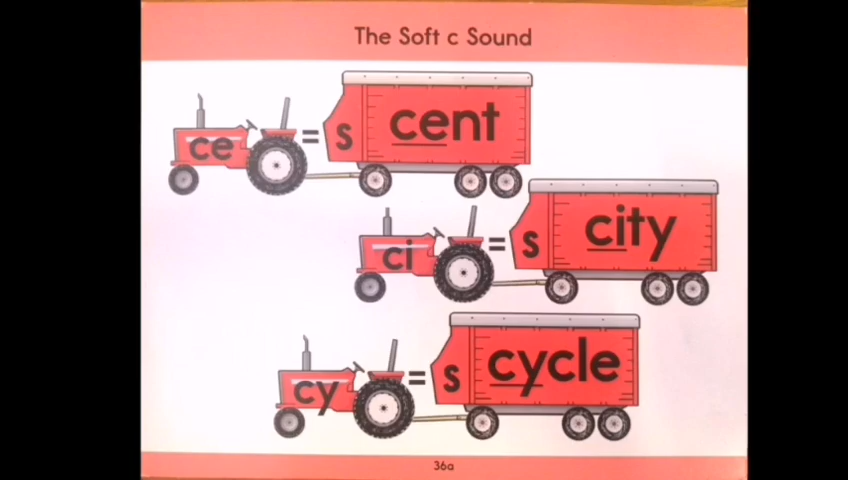 The Soft c Sound
ce = s cent
ci = s city
cy = s cycle
36a